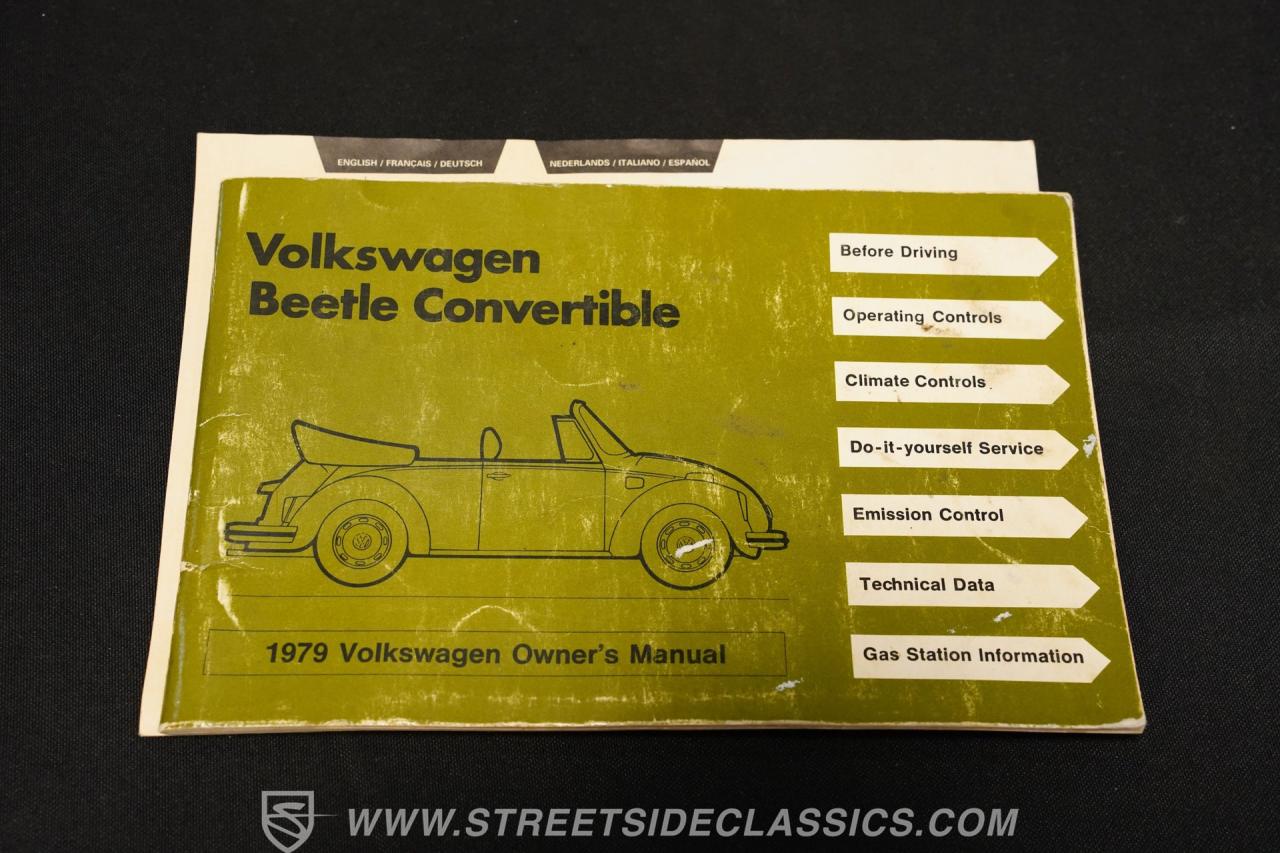 ENGLISH / FRANÇAIS / DEUTSCH
NEDERLANDS / ITALIANO / ESPAÑOL
Volkswagen
Beetle Convertible
1979 Volkswagen Owner's Manual
Before Driving
Operating Controls
Climate Controls
Do-it-yourself Service
Emission Control
Technical Data
Gas Station Information
WWW.STREETSIDECLASSICS.COM